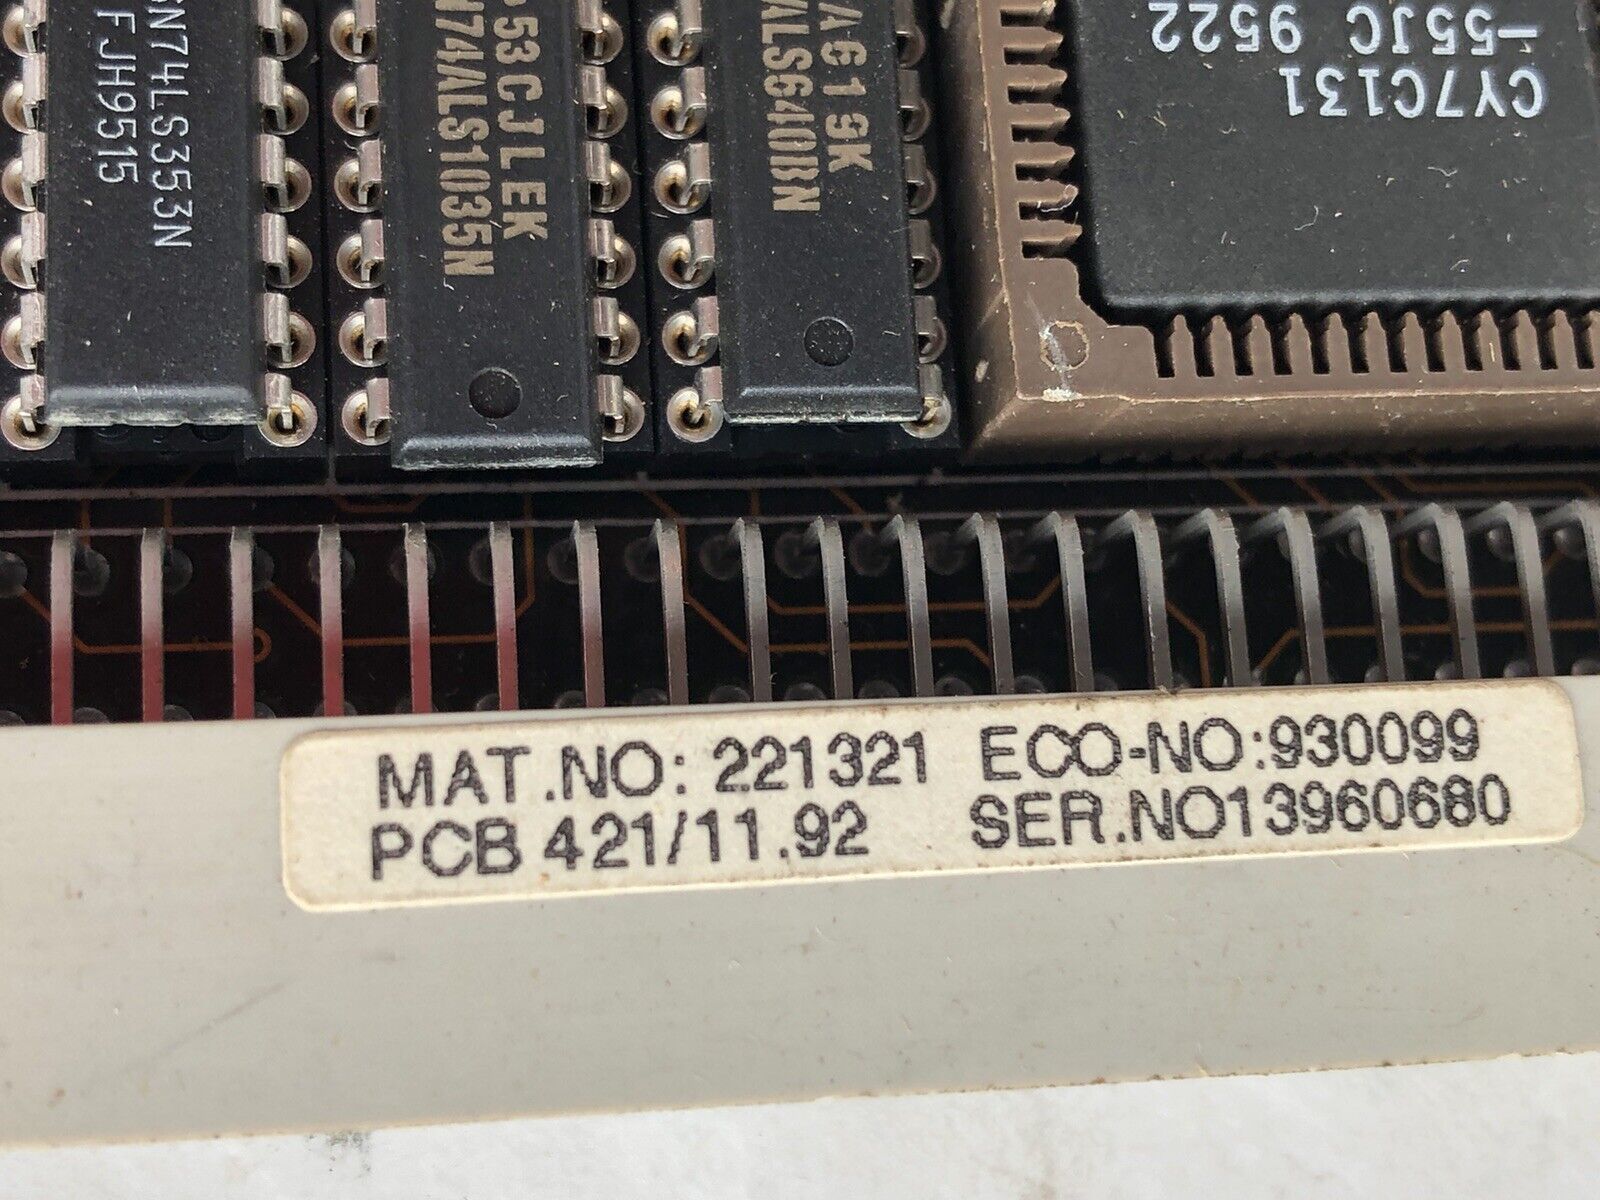 SN74LS353N
FJH9515
53CJLEK
74ALS1035N
A619K
ALS640BN
CY7C131
-55JC 9522
MAT.NO: 221321 ECO-NO:930099
PCB 421/11.92 SER.NO13960680